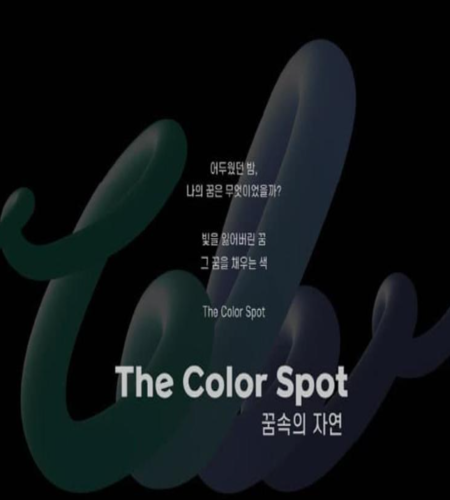 어두웠던 밤,
나의 꿈은 무엇이었을까?
빛을 잃어버린 꿈
그 꿈을 채우는 색
The Color Spot
The Color Spot
꿈속의 자연